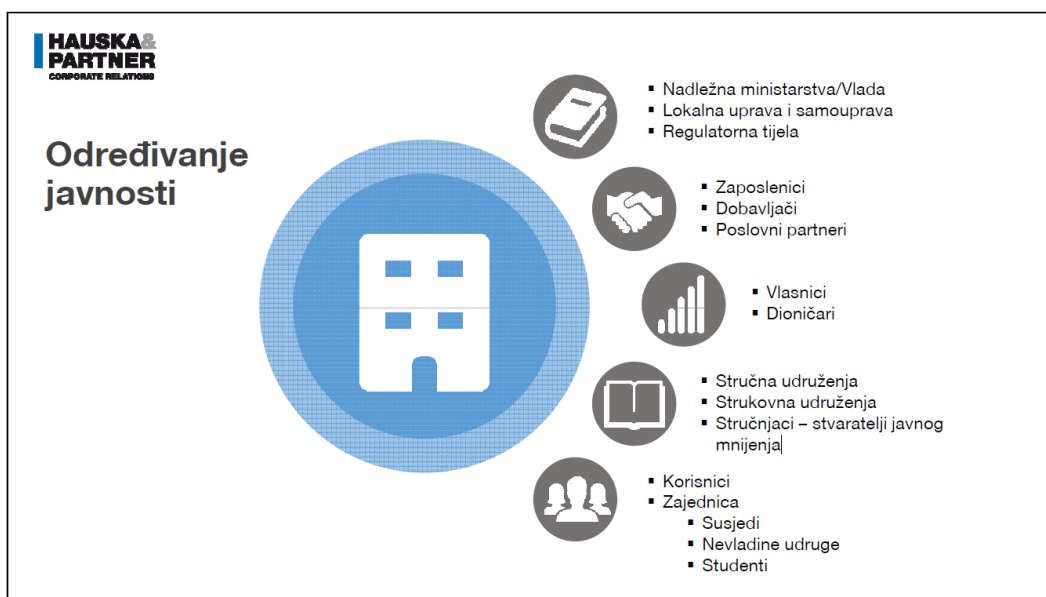 HAUSKA&
PARTNER
CORPORATE RELATIONS
Određivanje
javnosti
▪ Nadležna ministarstva/Vlada
▪ Lokalna uprava i samouprava
▪ Regulatorna tijela
▪ Zaposlenici
▪ Dobavljači
▪ Poslovni partneri
▪ Vlasnici
▪ Dioničari
▪ Stručna udruženja
▪ Strukovna udruženja
▪ Stručnjaci – stvaratelji javnog
mnijenja
▪ Korisnici
▪ Zajednica
▪ Susjedi
▪ Nevladine udruge
▪ Studenti